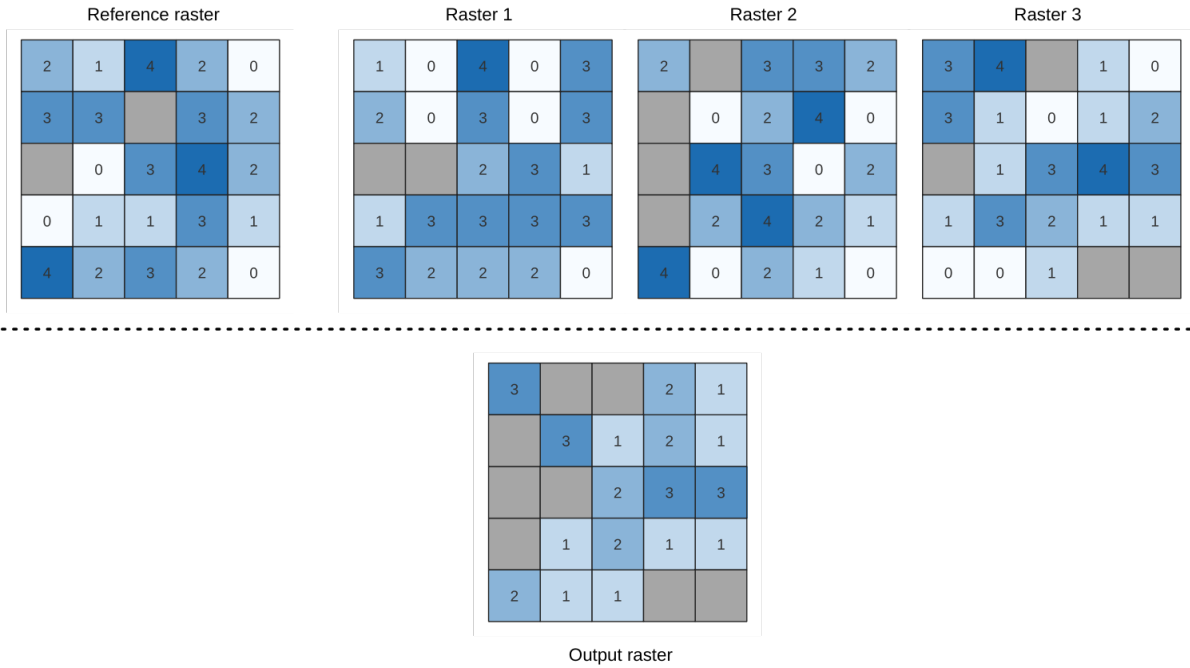 Reference raster Raster 1 Raster 2 Raster 3
2 1 4 2 0 1 0 4 0 3 2 3 3 2 3 4 1 0
3 3 3 2 2 0 3 0 3 0 2 4 0 3 1 0 1 2
0 3 4 2 2 3 1 4 3 0 2 1 3 4 3
0 1 1 3 1 1 3 3 3 3 2 4 2 1 1 3 2 1 1
4 2 3 2 0 3 2 2 2 0 4 0 2 1 0 0 0 1
3 2 1
3 1 2 1
2 3 3
1 2 1 1
2 1 1
Output raster